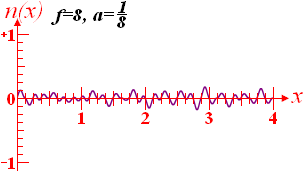 n(x)
f=8, a=1/8
+1
0
-1
1 2 3 4
x